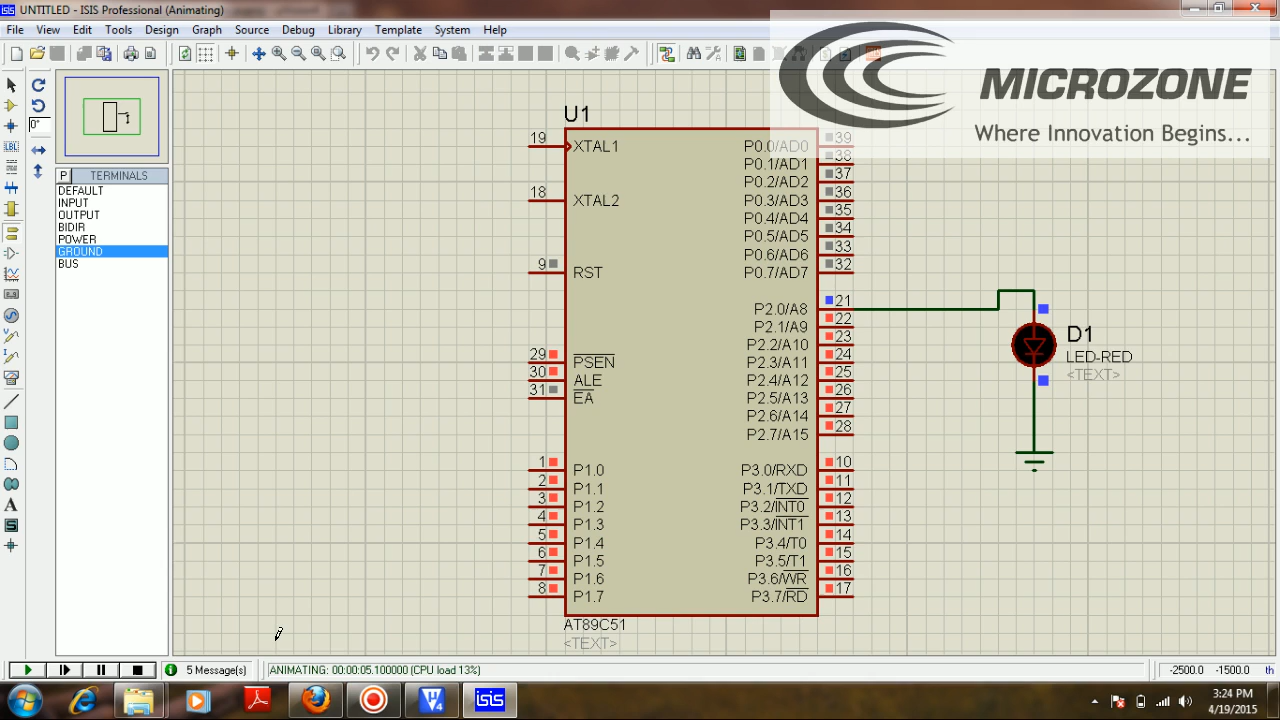 UNTITLED - ISIS Professional (Animating)
File View Edit Tools Design Graph Source Debug Library Template System Help
MICROZONE
Where Innovation Begins...
0°
LBL
P TERMINALS
DEFAULT
INPUT
OUTPUT
BIDIR
POWER
GROUND
BUS
A
S
U1
19 XTAL1
18 XTAL2
9 RST
29 PSEN
30 ALE
31 EA
1 P1.0
2 P1.1
3 P1.2
4 P1.3
5 P1.4
6 P1.5
7 P1.6
8 P1.7
P0.0/AD0 39
P0.1/AD1 38
P0.2/AD2 37
P0.3/AD3 36
P0.4/AD4 35
P0.5/AD5 34
P0.6/AD6 33
P0.7/AD7 32
P2.0/A8 21
P2.1/A9 22
P2.2/A10 23
P2.3/A11 24
P2.4/A12 25
P2.5/A13 26
P2.6/A14 27
P2.7/A15 28
P3.0/RXD 10
P3.1/TXD 11
P3.2/INT0 12
P3.3/INT1 13
P3.4/T0 14
P3.5/T1 15
P3.6/WR 16
P3.7/RD 17
AT89C51
<TEXT>
D1
LED-RED
<TEXT>
5 Message(s) ANIMATING: 00:00:05.100000 (CPU load 13%) -2500.0 -1500.0 th
isis
3:24 PM
4/19/2015